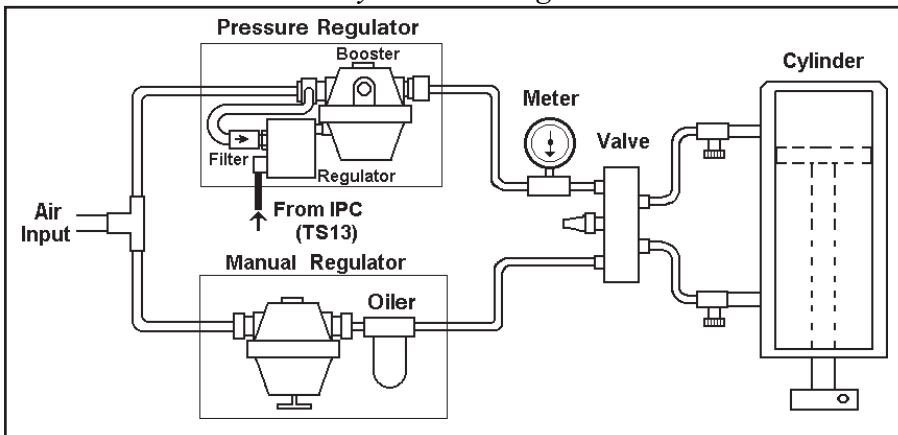 Pressure Regulator
Booster
Filter
Regulator
From IPC
(TS13)
Air
Input
Manual Regulator
Oiler
Meter
Valve
Cylinder